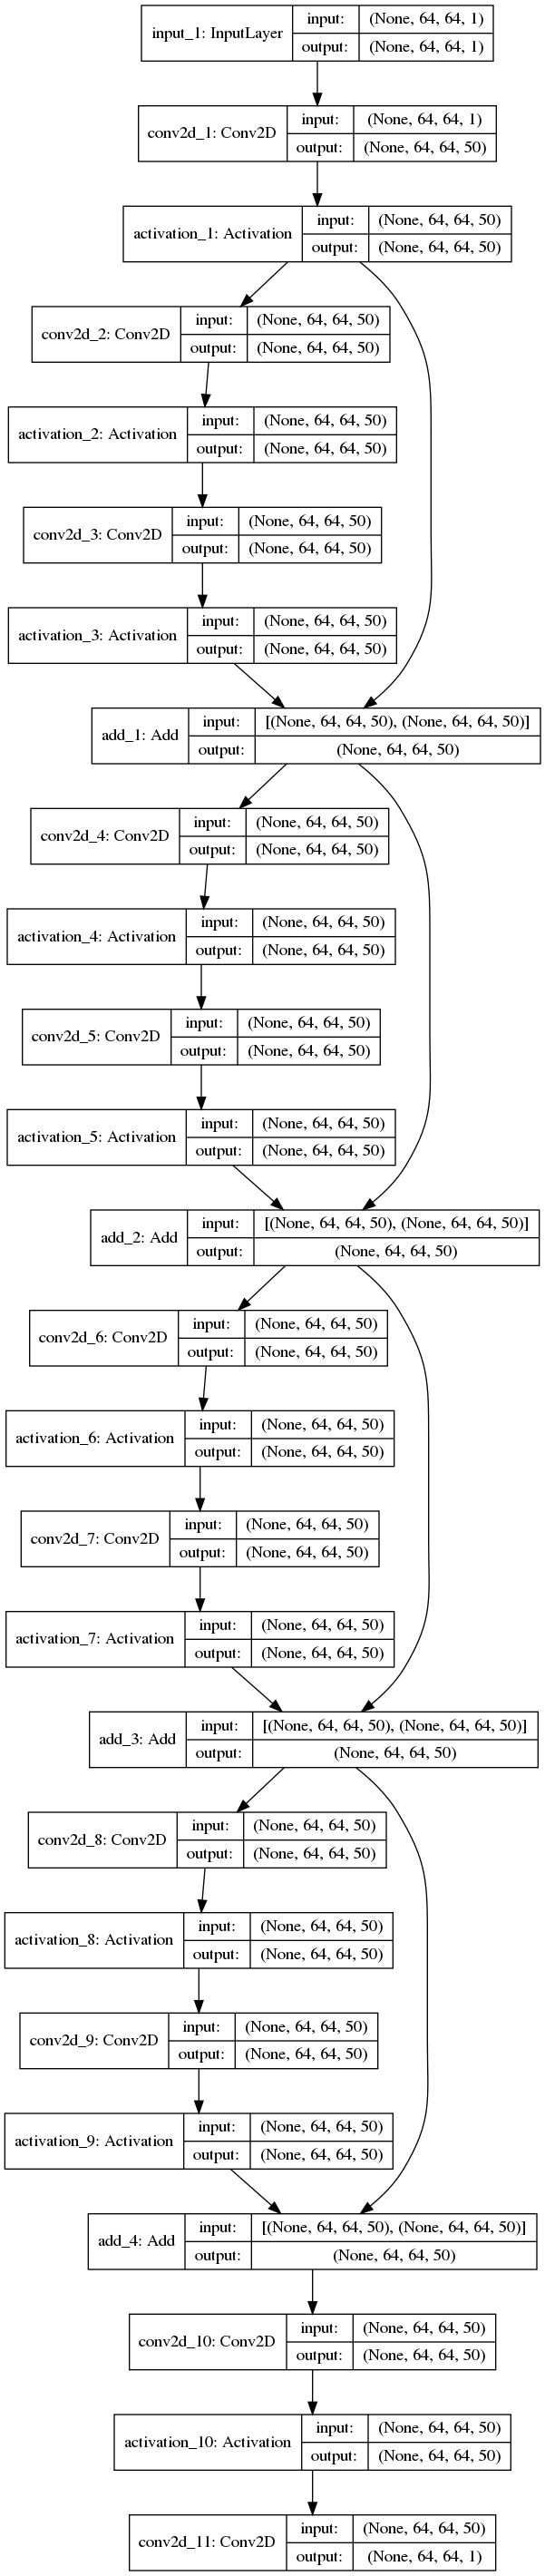 input_1: InputLayer
input: (None, 64, 64, 1)
output: (None, 64, 64, 1)
conv2d_1: Conv2D
input: (None, 64, 64, 1)
output: (None, 64, 64, 50)
activation_1: Activation
input: (None, 64, 64, 50)
output: (None, 64, 64, 50)
conv2d_2: Conv2D
input: (None, 64, 64, 50)
output: (None, 64, 64, 50)
activation_2: Activation
input: (None, 64, 64, 50)
output: (None, 64, 64, 50)
conv2d_3: Conv2D
input: (None, 64, 64, 50)
output: (None, 64, 64, 50)
activation_3: Activation
input: (None, 64, 64, 50)
output: (None, 64, 64, 50)
add_1: Add
input: [(None, 64, 64, 50), (None, 64, 64, 50)]
output: (None, 64, 64, 50)
conv2d_4: Conv2D
input: (None, 64, 64, 50)
output: (None, 64, 64, 50)
activation_4: Activation
input: (None, 64, 64, 50)
output: (None, 64, 64, 50)
conv2d_5: Conv2D
input: (None, 64, 64, 50)
output: (None, 64, 64, 50)
activation_5: Activation
input: (None, 64, 64, 50)
output: (None, 64, 64, 50)
add_2: Add
input: [(None, 64, 64, 50), (None, 64, 64, 50)]
output: (None, 64, 64, 50)
conv2d_6: Conv2D
input: (None, 64, 64, 50)
output: (None, 64, 64, 50)
activation_6: Activation
input: (None, 64, 64, 50)
output: (None, 64, 64, 50)
conv2d_7: Conv2D
input: (None, 64, 64, 50)
output: (None, 64, 64, 50)
activation_7: Activation
input: (None, 64, 64, 50)
output: (None, 64, 64, 50)
add_3: Add
input: [(None, 64, 64, 50), (None, 64, 64, 50)]
output: (None, 64, 64, 50)
conv2d_8: Conv2D
input: (None, 64, 64, 50)
output: (None, 64, 64, 50)
activation_8: Activation
input: (None, 64, 64, 50)
output: (None, 64, 64, 50)
conv2d_9: Conv2D
input: (None, 64, 64, 50)
output: (None, 64, 64, 50)
activation_9: Activation
input: (None, 64, 64, 50)
output: (None, 64, 64, 50)
add_4: Add
input: [(None, 64, 64, 50), (None, 64, 64, 50)]
output: (None, 64, 64, 50)
conv2d_10: Conv2D
input: (None, 64, 64, 50)
output: (None, 64, 64, 50)
activation_10: Activation
input: (None, 64, 64, 50)
output: (None, 64, 64, 50)
conv2d_11: Conv2D
input: (None, 64, 64, 50)
output: (None, 64, 64, 1)